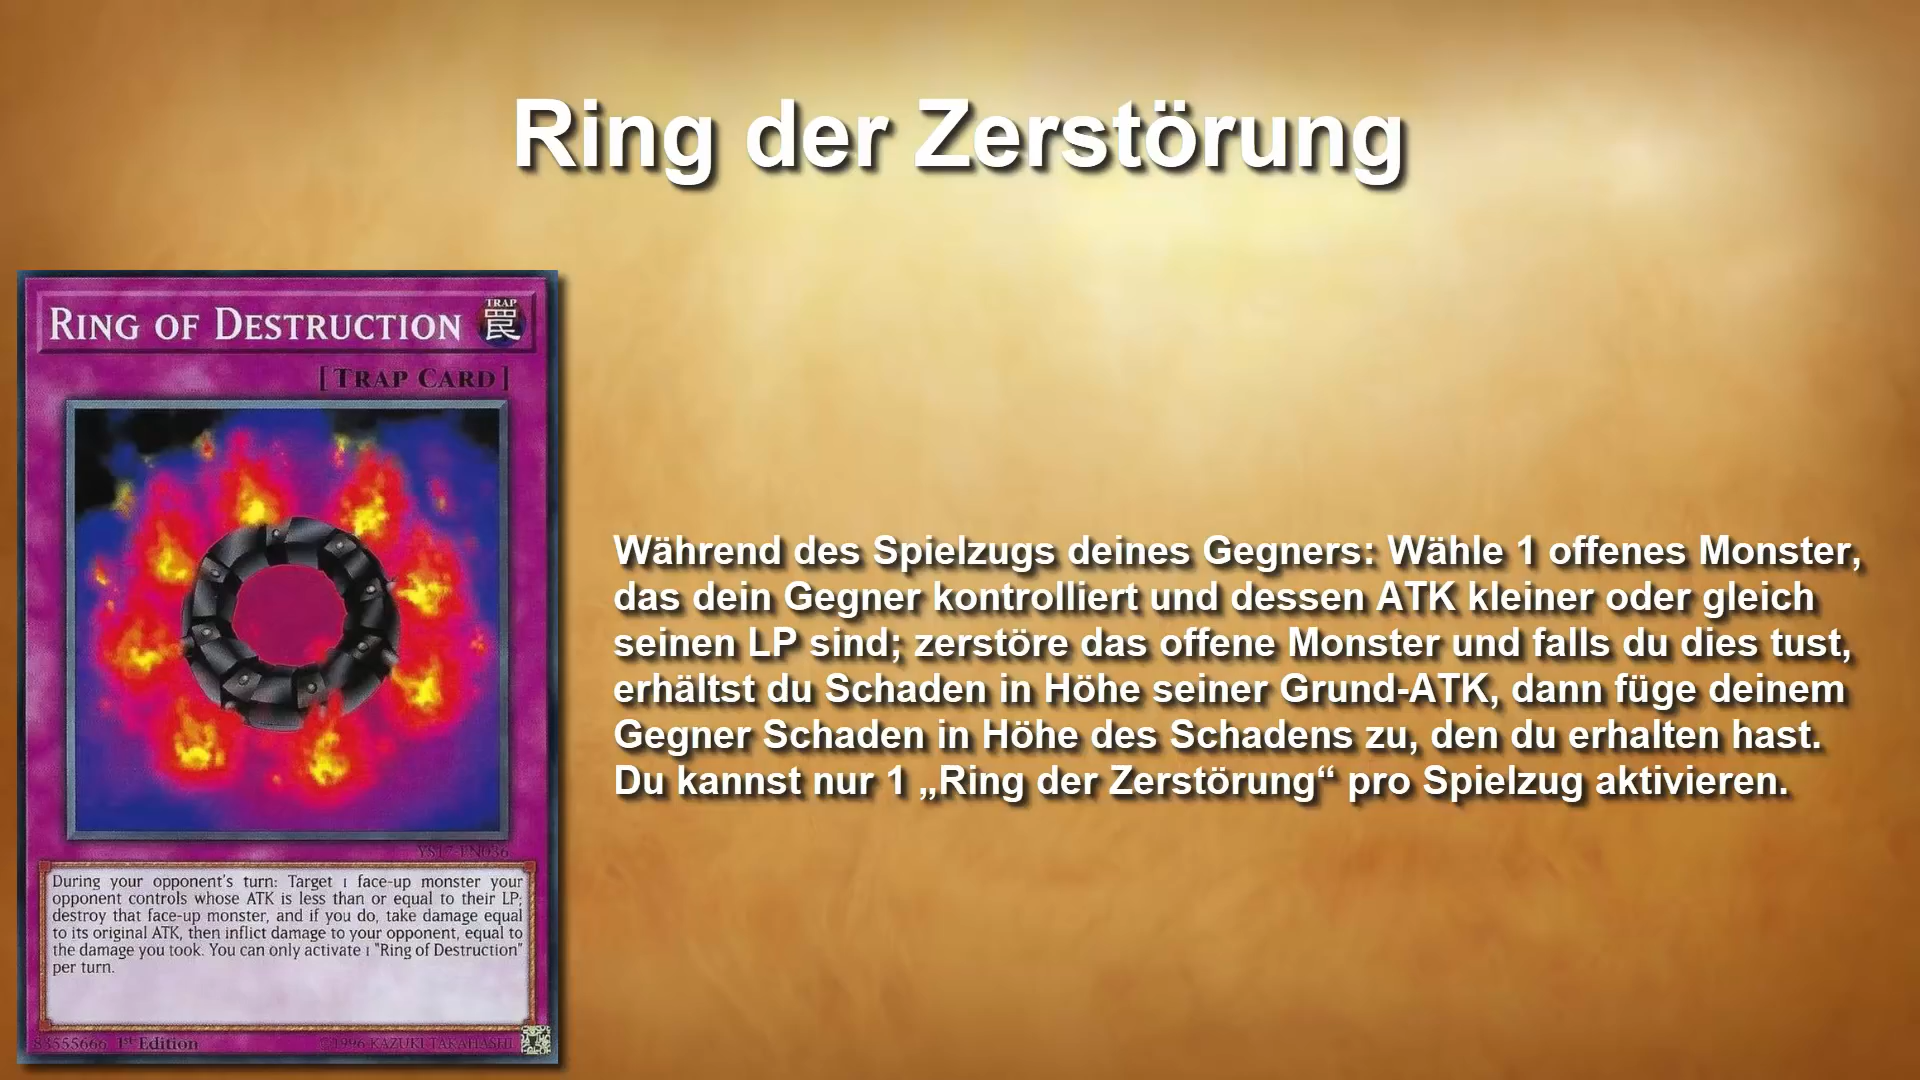 Ring der Zerstörung
RING OF DESTRUCTION
TRAP
罠
[TRAP CARD]
YS17-EN036
During your opponent's turn: Target 1 face-up monster your
opponent controls whose ATK is less than or equal to their LP;
destroy that face-up monster, and if you do, take damage equal
to its original ATK, then inflict damage to your opponent, equal to
the damage you took. You can only activate 1 "Ring of Destruction"
per turn.
83555666 1st Edition
©1996 KAZUKI TAKAHASHI
Während des Spielzugs deines Gegners: Wähle 1 offenes Monster,
das dein Gegner kontrolliert und dessen ATK kleiner oder gleich
seinen LP sind; zerstöre das offene Monster und falls du dies tust,
erhältst du Schaden in Höhe seiner Grund-ATK, dann füge deinem
Gegner Schaden in Höhe des Schadens zu, den du erhalten hast.
Du kannst nur 1 „Ring der Zerstörung“ pro Spielzug aktivieren.